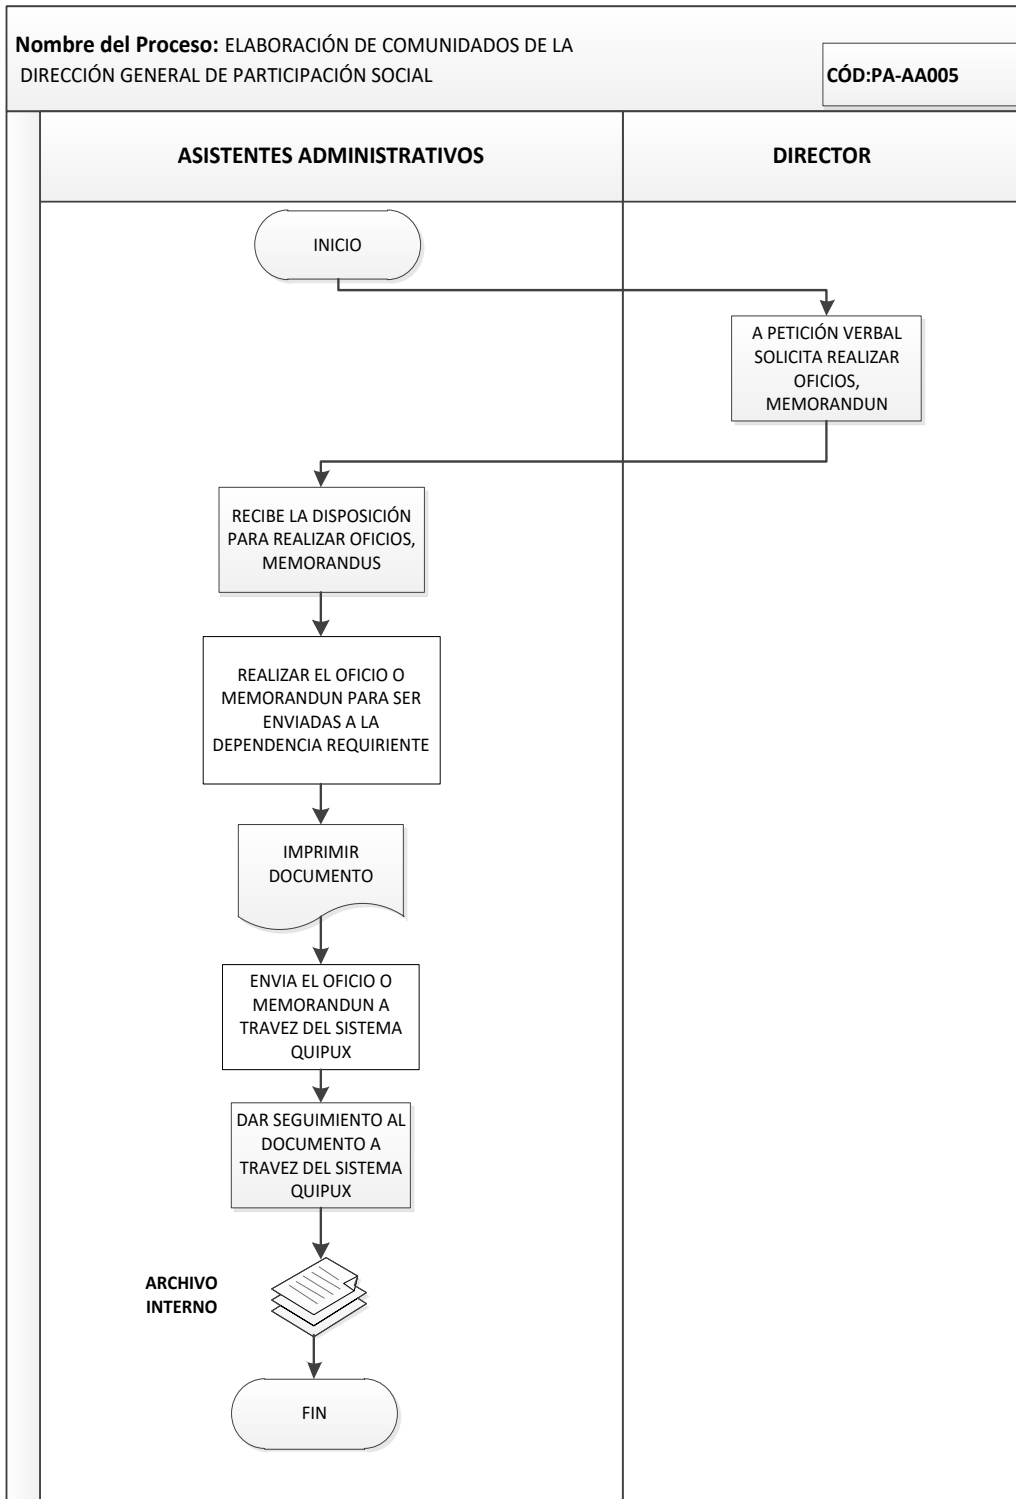 Nombre del Proceso: ELABORACIÓN DE COMUNIDADOS DE LA
DIRECCIÓN GENERAL DE PARTICIPACIÓN SOCIAL
CÓD:PA-AA005
ASISTENTES ADMINISTRATIVOS
DIRECTOR
INICIO
A PETICIÓN VERBAL
SOLICITA REALIZAR
OFICIOS,
MEMORANDUN
RECIBE LA DISPOSICIÓN
PARA REALIZAR OFICIOS,
MEMORANDUS
REALIZAR EL OFICIO O
MEMORANDUN PARA SER
ENVIADAS A LA
DEPENDENCIA REQUIRIENTE
IMPRIMIR
DOCUMENTO
ENVIA EL OFICIO O
MEMORANDUN A
TRAVEZ DEL SISTEMA
QUIPUX
DAR SEGUIMIENTO AL
DOCUMENTO A
TRAVEZ DEL SISTEMA
QUIPUX
ARCHIVO
INTERNO
FIN